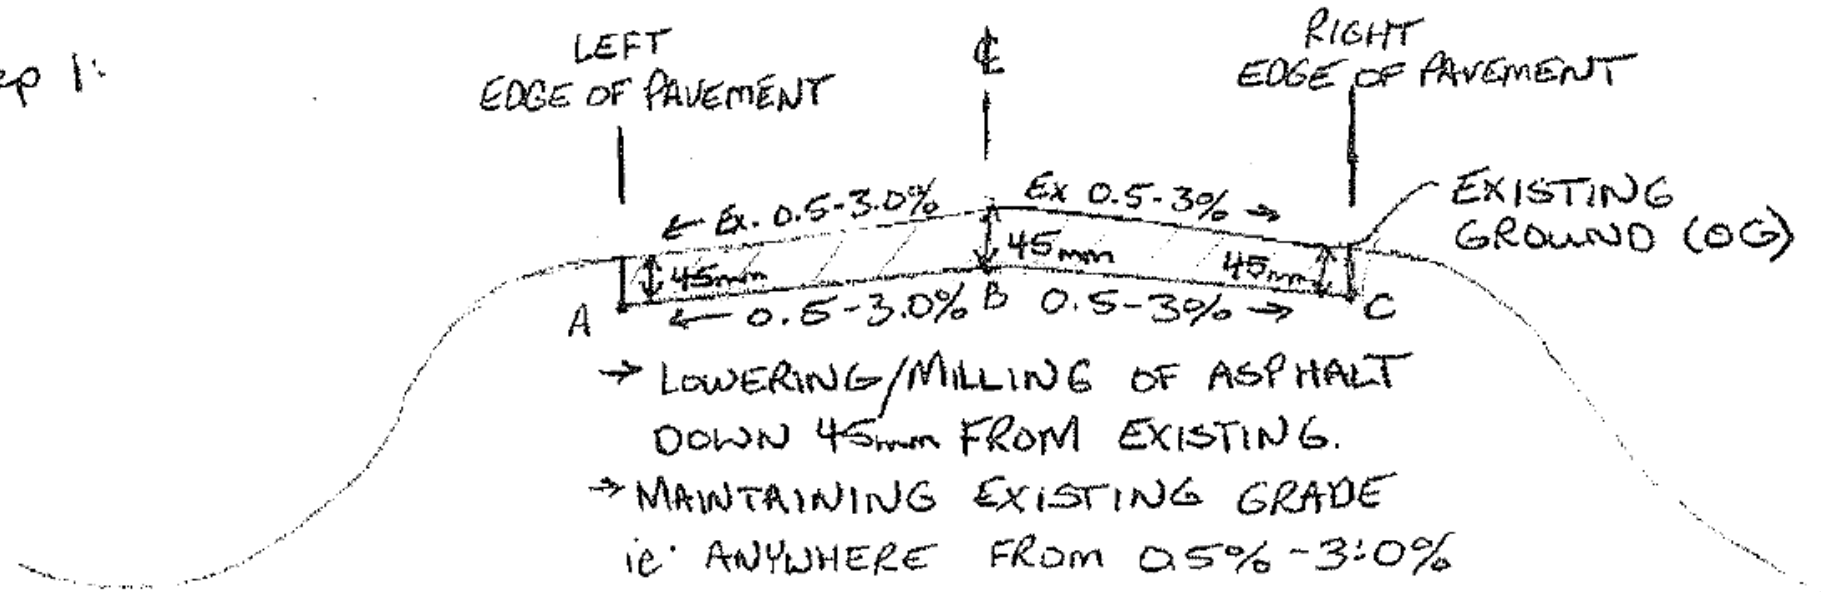 ep 1:
LEFT
EDGE OF PAVEMENT
℄
RIGHT
EDGE OF PAVEMENT
← Ex. 0.5-3.0%
Ex 0.5-3% →
EXISTING
GROUND (OG)
45mm
45mm
45mm
A
← 0.5-3.0%
B
0.5-3% →
C
→ LOWERING/MILLING OF ASPHALT
DOWN 45mm FROM EXISTING.
→ MAINTAINING EXISTING GRADE
ie: ANYWHERE FROM 0.5% - 3.0%